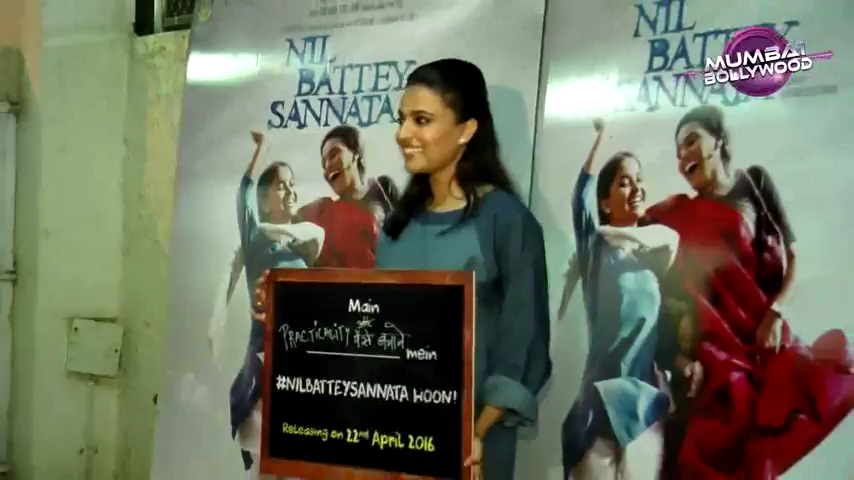 NIL
BATTEY
SANNATA
NIL
BATTEY
SANNATA
MUMBAI
BOLLYWOOD
Main
और
PRACTICALITY पैसे बनाने mein
#NILBATTEYSANNATA HOON!
Releasing on 22nd April 2016